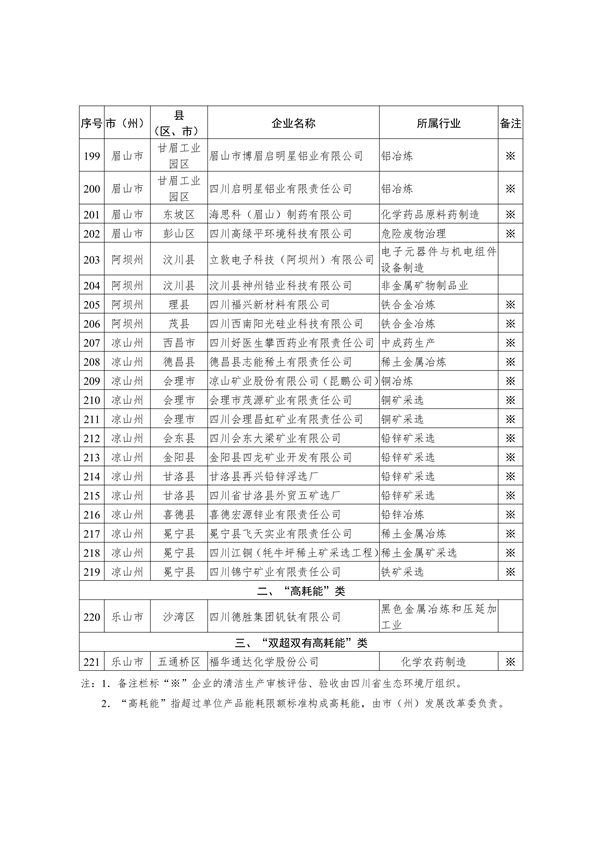 序号 市（州） 县（区、市） 企业名称 所属行业 备注
199 眉山市 甘眉工业园区 眉山市博眉启明星铝业有限公司 铝冶炼 ※
200 眉山市 甘眉工业园区 四川启明星铝业有限责任公司 铝冶炼 ※
201 眉山市 东坡区 海思科（眉山）制药有限公司 化学药品原料药制造 ※
202 眉山市 彭山区 四川高绿平环境科技有限公司 危险废物治理 ※
203 阿坝州 汶川县 立敦电子科技（阿坝州）有限公司 电子元器件与机电组件设备制造
204 阿坝州 汶川县 汶川县神州锆业科技有限公司 非金属矿物制品业
205 阿坝州 理县 四川福兴新材料有限公司 铁合金冶炼 ※
206 阿坝州 茂县 四川西南阳光硅业科技有限公司 铁合金冶炼 ※
207 凉山州 西昌市 四川好医生攀西药业有限责任公司 中成药生产 ※
208 凉山州 德昌县 德昌县志能稀土有限责任公司 稀土金属冶炼 ※
209 凉山州 会理市 凉山矿业股份有限公司（昆鹏公司） 铜冶炼 ※
210 凉山州 会理市 会理市茂源矿业有限责任公司 铜矿采选 ※
211 凉山州 会理市 四川会理昌虹矿业有限责任公司 铜矿采选 ※
212 凉山州 会东县 四川会东大梁矿业有限公司 铅锌矿采选 ※
213 凉山州 金阳县 金阳县四龙矿业开发有限公司 铅锌矿采选 ※
214 凉山州 甘洛县 甘洛县再兴铅锌浮选厂 铅锌矿采选 ※
215 凉山州 甘洛县 四川省甘洛县外贸五矿选厂 铅锌矿采选 ※
216 凉山州 喜德县 喜德宏源锌业有限责任公司 铅锌冶炼 ※
217 凉山州 冕宁县 冕宁县飞天实业有限责任公司 稀土金属冶炼 ※
218 凉山州 冕宁县 四川江铜（牦牛坪稀土矿采选工程） 稀土金属矿采选 ※
219 凉山州 冕宁县 四川锦宁矿业有限责任公司 铁矿采选 ※
二、“高耗能”类
220 乐山市 沙湾区 四川德胜集团钒钛有限公司 黑色金属冶炼和压延加工业
三、“双超双有高耗能”类
221 乐山市 五通桥区 福华通达化学股份公司 化学农药制造 ※
注：1．备注栏标“※”企业的清洁生产审核评估、验收由四川省生态环境厅组织。
2．“高耗能”指超过单位产品能耗限额标准构成高耗能，由市（州）发展改革委负责。